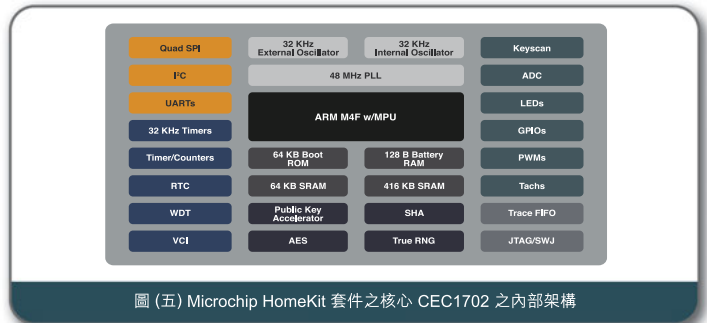 Quad SPI
I²C
UARTs
32 KHz Timers
Timer/Counters
RTC
WDT
VCI
32 KHz
External Oscillator
32 KHz
Internal Oscillator
48 MHz PLL
ARM M4F w/MPU
64 KB Boot
ROM
128 B Battery
RAM
64 KB SRAM
416 KB SRAM
Public Key
Accelerator
SHA
AES
True RNG
Keyscan
ADC
LEDs
GPIOs
PWMs
Tachs
Trace FIFO
JTAG/SWJ
圖 (五) Microchip HomeKit 套件之核心 CEC1702 之內部架構